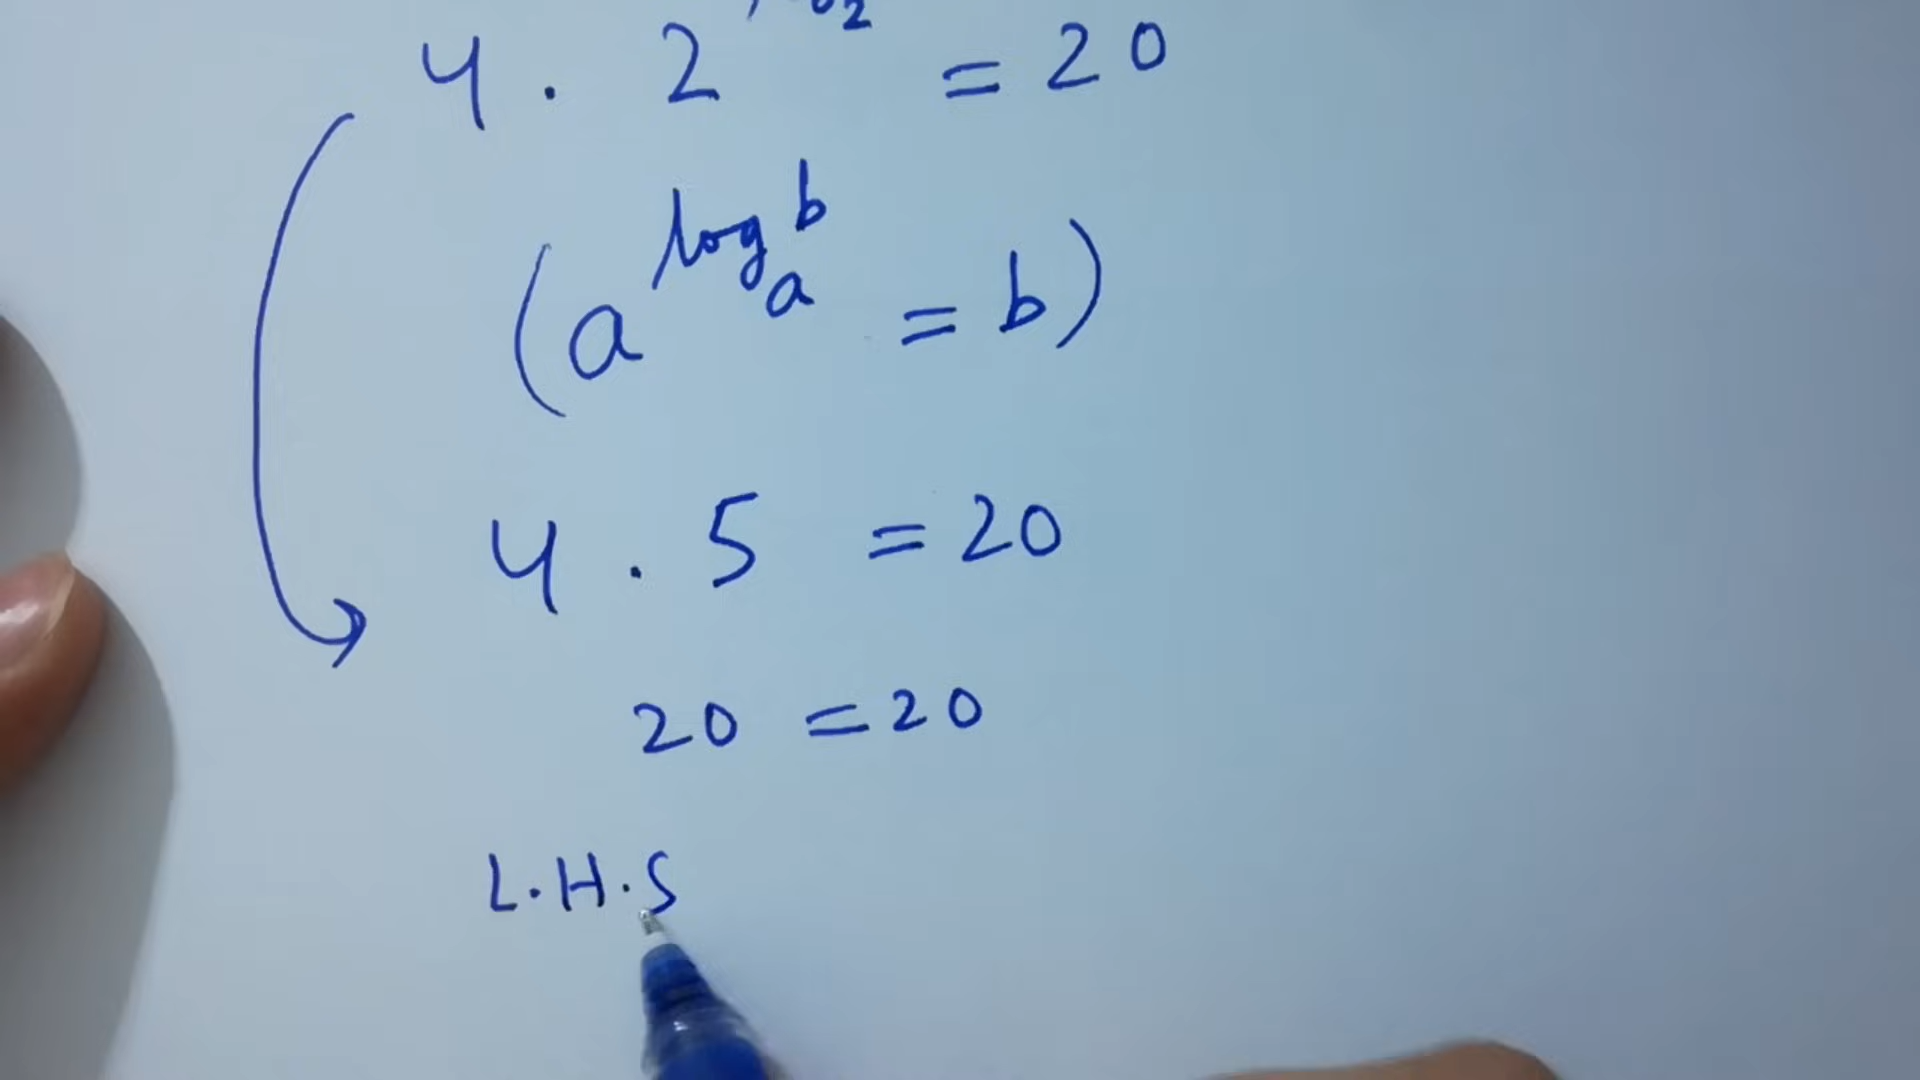 4 . 2 = 20
(a^log_a b = b)
4 . 5 = 20
20 = 20
L.H.S